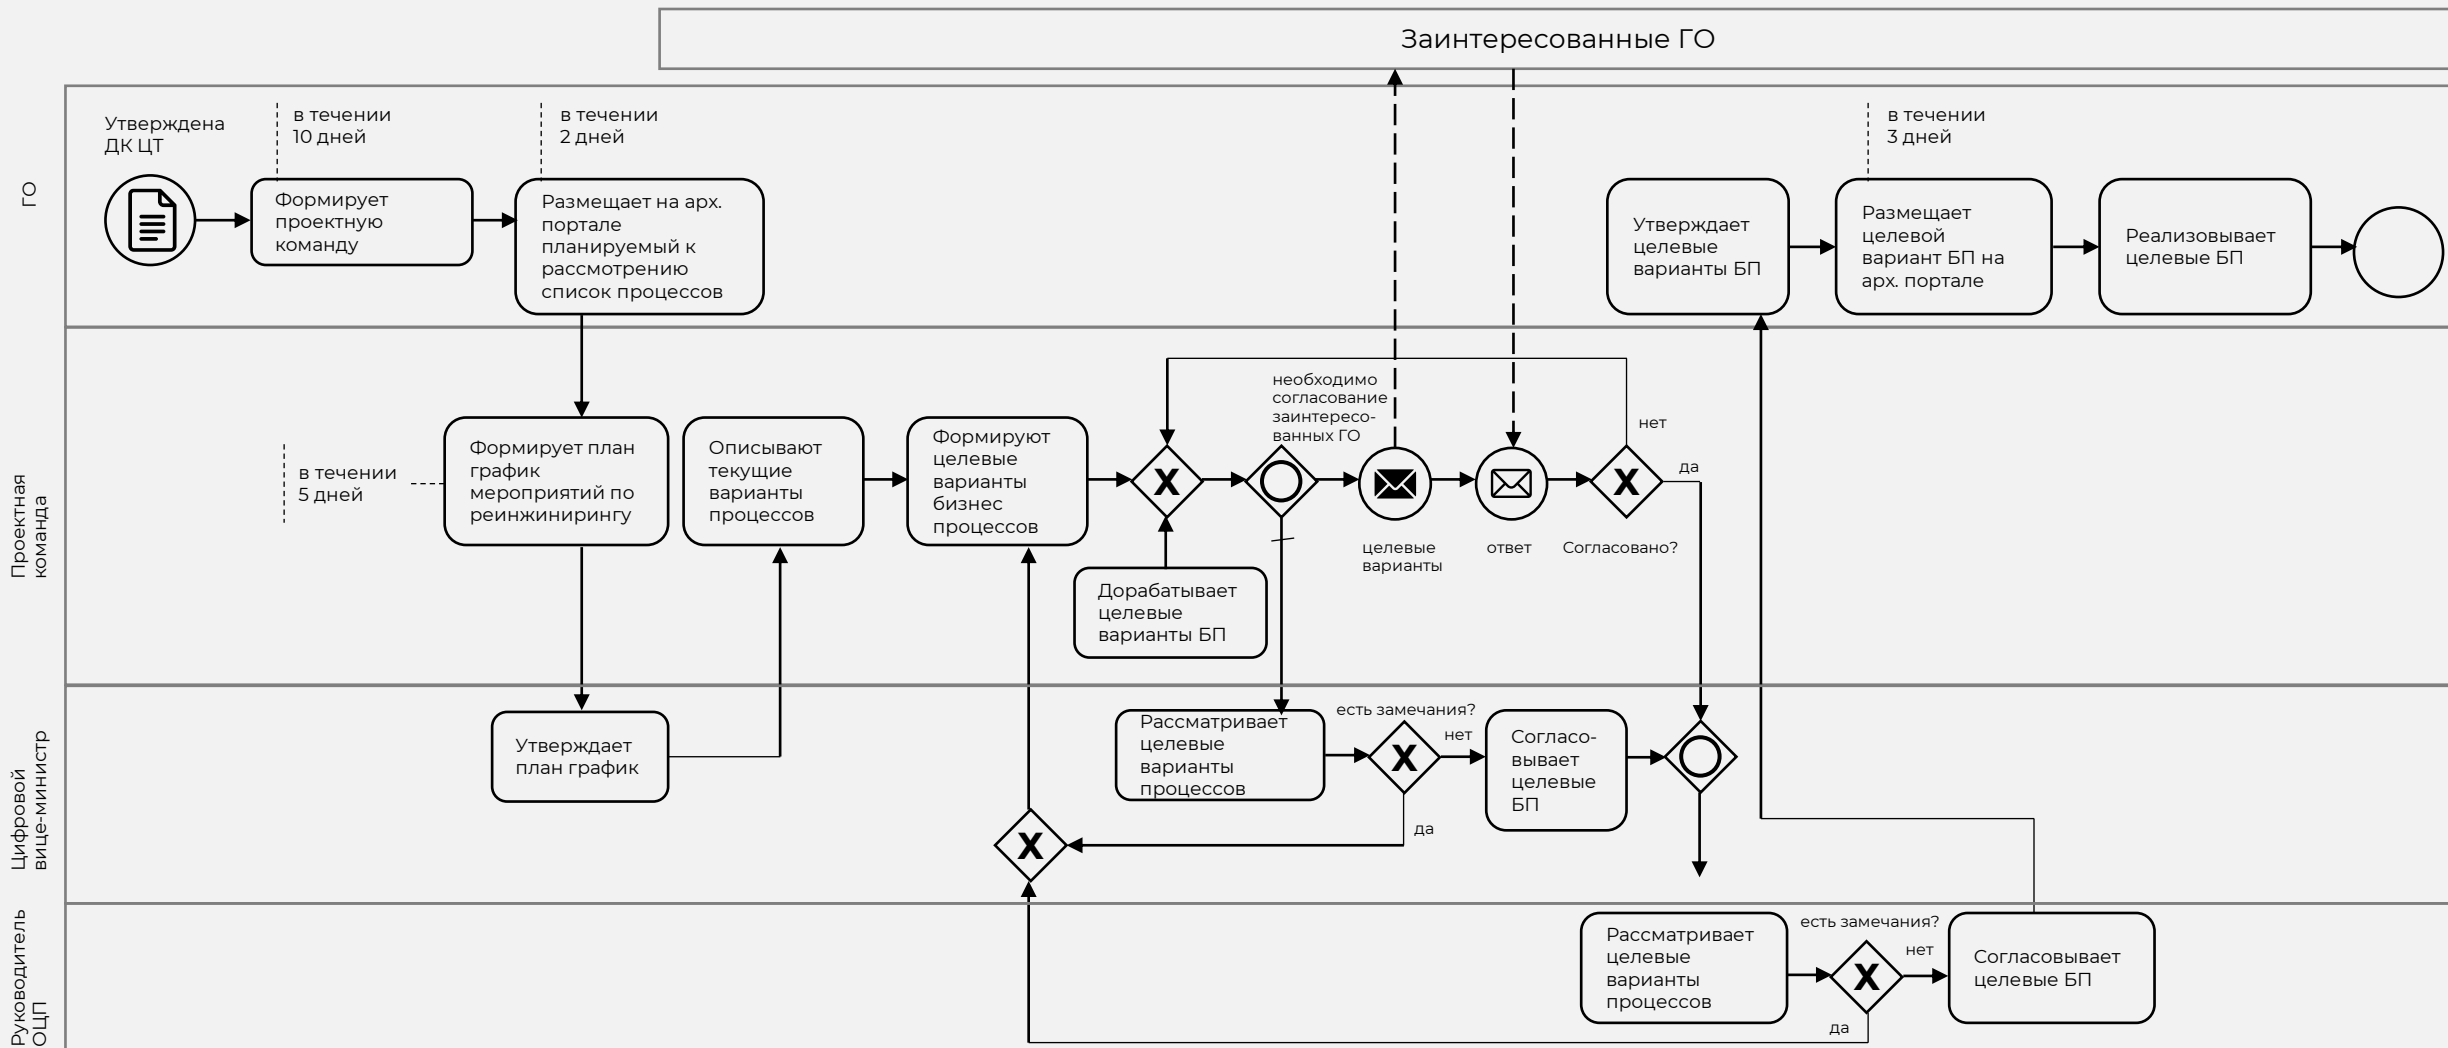 Заинтересованные ГО
ГО
Утверждена
ДК ЦТ
в течении
10 дней
в течении
2 дней
в течении
3 дней
Формирует
проектную
команду
Размещает на арх.
портале
планируемый к
рассмотрению
список процессов
Утверждает
целевые
варианты БП
Размещает
целевой
вариант БП на
арх. портале
Реализовывает
целевые БП
Проектная
команда
в течении
5 дней
Формирует план
график
мероприятий по
реинжинирингу
Описывают
текущие
варианты
процессов
Формируют
целевые
варианты
бизнес
процессов
X
необходимо
согласование
заинтересо-
ванных ГО
X
нет
да
целевые
варианты
ответ
Согласовано?
Дорабатывает
целевые
варианты БП
Цифровой
вице-министр
Утверждает
план график
Рассматривает
целевые
варианты
процессов
есть замечания?
X
нет
да
Согласо-
вывает
целевые
БП
X
Руководитель
ОЦП
Рассматривает
целевые
варианты
процессов
есть замечания?
X
нет
да
Согласовывает
целевые БП